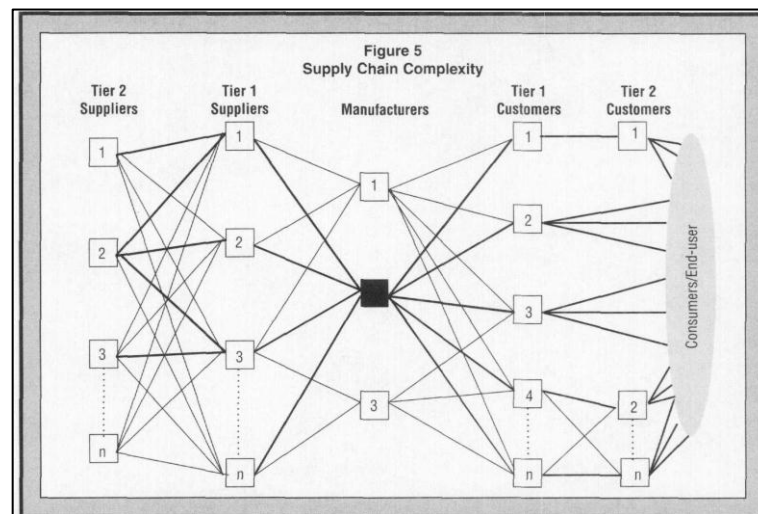 Figure 5
Supply Chain Complexity
Tier 2 Suppliers
Tier 1 Suppliers
Manufacturers
Tier 1 Customers
Tier 2 Customers
1
2
3
n
1
2
3
n
1
3
1
2
3
4
n
1
2
n
Consumers/End-user